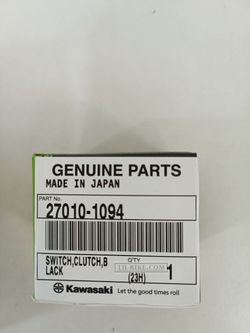 GENUINE PARTS
MADE IN JAPAN
PART No.
27010-1094
SWITCH,CLUTCH,B
LACK
Q'TY
1
(23H)
Kawasaki
Let the good times roll